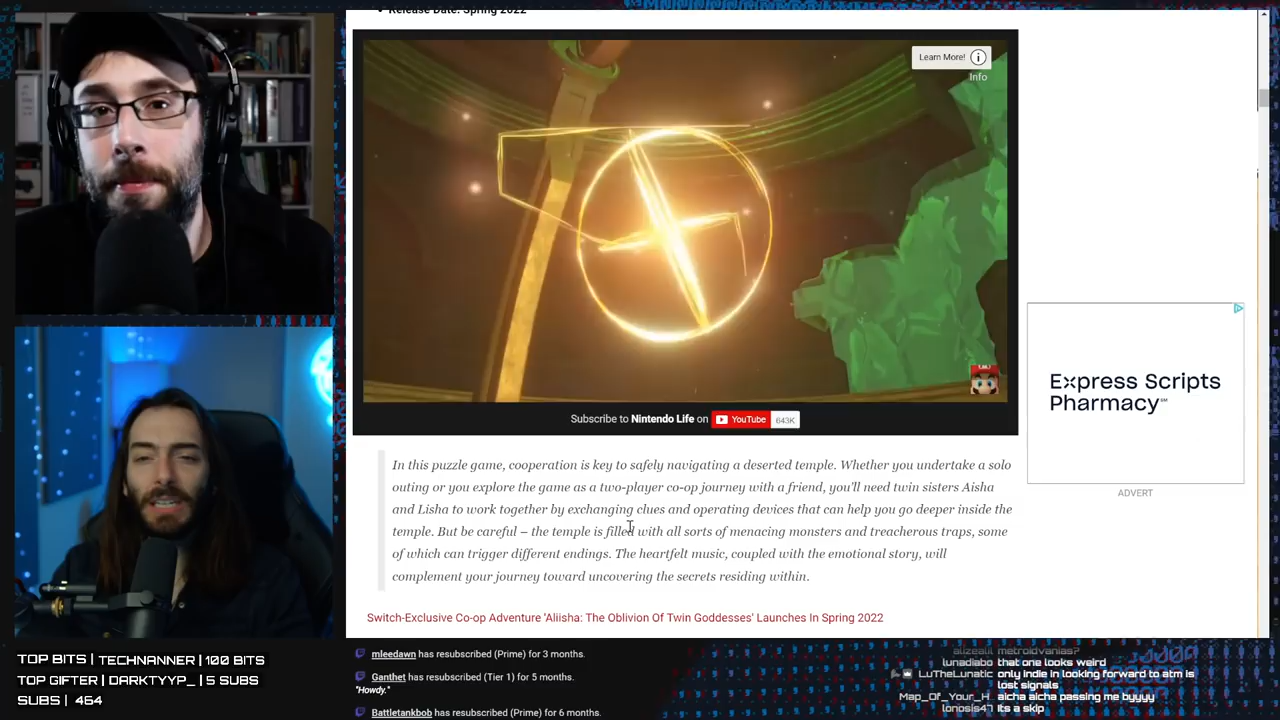 Release Date: Spring 2022
Learn More!
Info
Subscribe to Nintendo Life on YouTube 643K
In this puzzle game, cooperation is key to safely navigating a deserted temple. Whether you undertake a solo
outing or you explore the game as a two-player co-op journey with a friend, you'll need twin sisters Aisha
and Lisha to work together by exchanging clues and operating devices that can help you go deeper inside the
temple. But be careful – the temple is filled with all sorts of menacing monsters and treacherous traps, some
of which can trigger different endings. The heartfelt music, coupled with the emotional story, will
complement your journey toward uncovering the secrets residing within.
Switch-Exclusive Co-op Adventure 'Aliisha: The Oblivion Of Twin Goddesses' Launches In Spring 2022
Express Scripts
Pharmacy℠
ADVERT
TOP BITS | TECHNANNER | 100 BITS
TOP GIFTER | DARKTYYP_ | 5 SUBS
SUBS | 464
mleedawn has resubscribed (Prime) for 3 months.
Ganthet has resubscribed (Tier 1) for 5 months.
"Howdy."
Battletankbob has resubscribed (Prime) for 6 months.
alizealil metroidvanias?
lunadiabo that one looks weird
LuTheLunatic only indie in looking forward to atm is
lost signals
Map_Of_Your_H.. aicha aicha passing me byyyy
lonosis47 its a skip